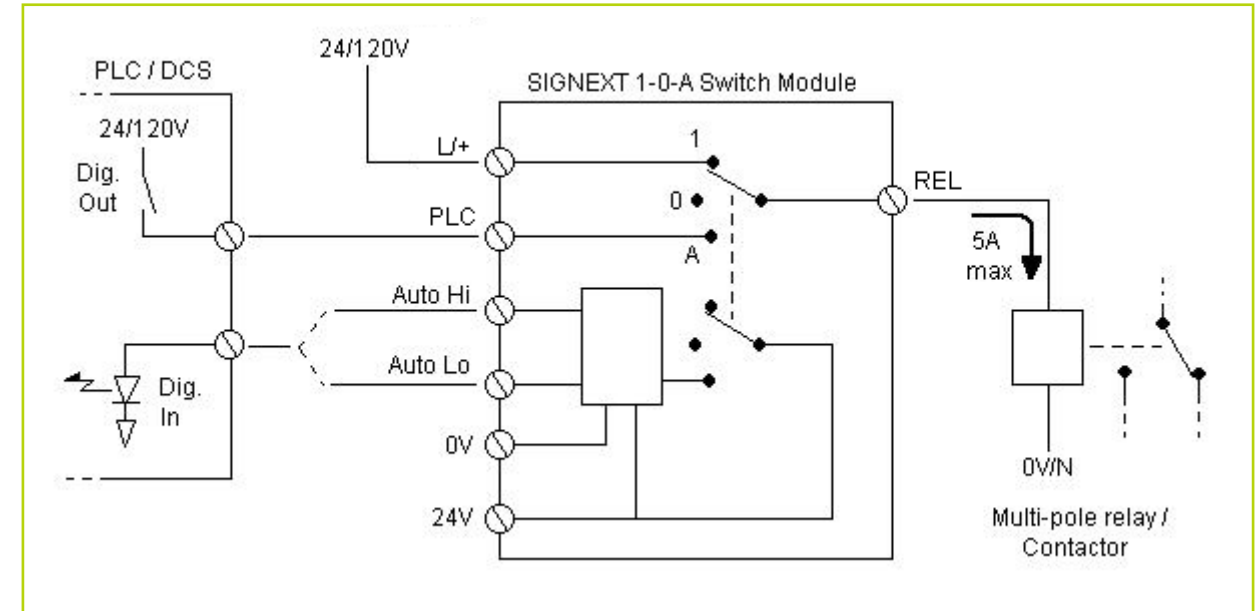 24/120V
PLC / DCS
SIGNEXT 1-0-A Switch Module
24/120V
Dig.
Out
L/+
1
REL
0
PLC
A
5A
max
Auto Hi
Auto Lo
Dig.
In
0V
0V/N
24V
Multi-pole relay /
Contactor